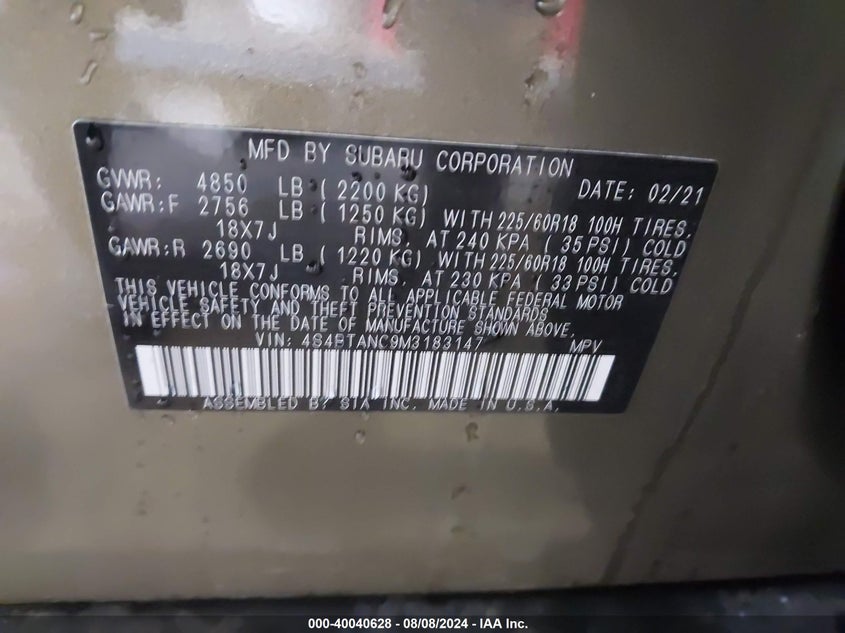 MFD BY SUBARU CORPORATION
GVWR: 4850 LB ( 2200 KG) DATE: 02/21
GAWR:F 2756 LB ( 1250 KG) WITH 225/60R18 100H TIRES,
18X7J RIMS, AT 240 KPA ( 35 PSI) COLD
GAWR:R 2690 LB ( 1220 KG) WITH 225/60R18 100H TIRES,
18X7J RIMS, AT 230 KPA ( 33 PSI) COLD
THIS VEHICLE CONFORMS TO ALL APPLICABLE FEDERAL MOTOR
VEHICLE SAFETY AND THEFT PREVENTION STANDARDS
IN EFFECT ON THE DATE OF MANUFACTURE SHOWN ABOVE.
VIN: 4S4BTANC9M3183147 MPV
ASSEMBLED BY SIA INC. MADE IN U.S.A.
000-40040628 - 08/08/2024 - IAA Inc.